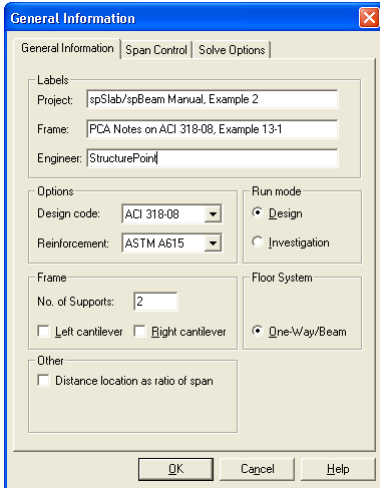 General Information
General Information Span Control Solve Options
Labels
Project: spSlab/spBeam Manual, Example 2
Frame: PCA Notes on ACI 318-08, Example 13-1
Engineer: StructurePoint
Options
Design code: ACI 318-08
Reinforcement: ASTM A615
Run mode
Design
Investigation
Frame
No. of Supports: 2
Left cantilever Right cantilever
Floor System
One-Way/Beam
Other
Distance location as ratio of span
OK Cancel Help